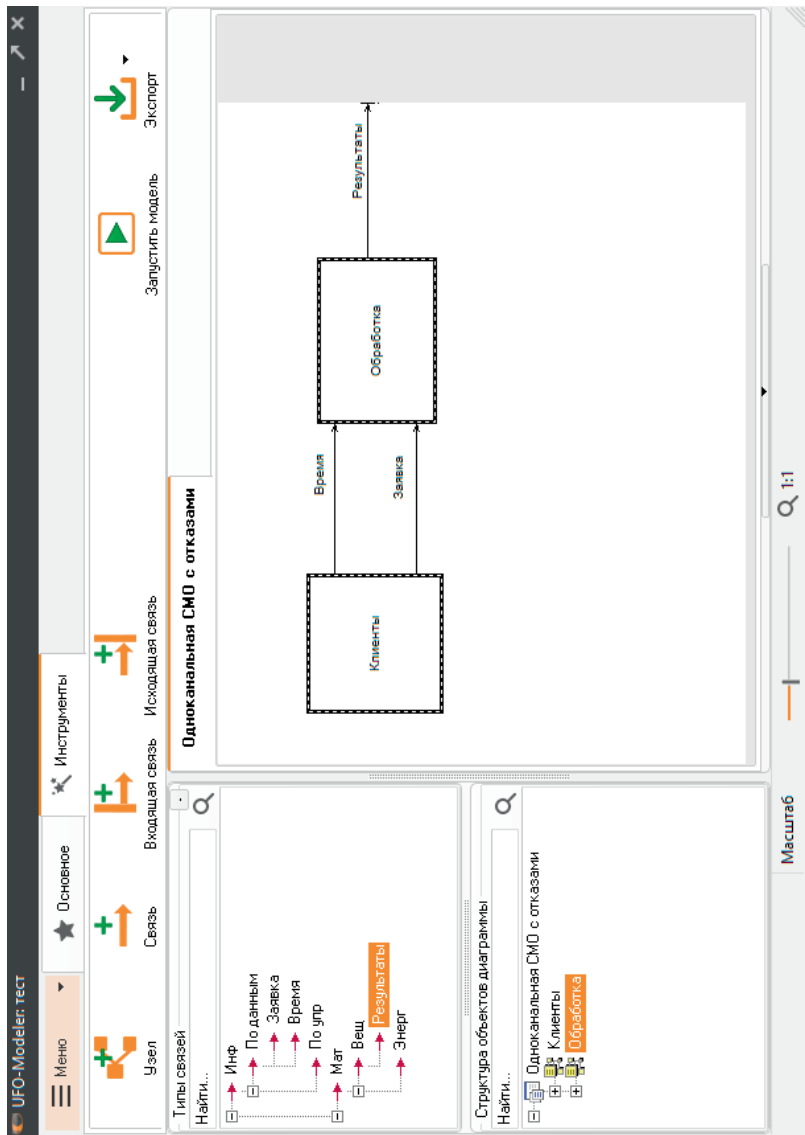 UFO-Modeler: тест
Меню
Основное
Инструменты
Узел
Связь
Входящая связь
Исходящая связь
Запустить модель
Экспорт
Типы связей
Найти...
Инф
По данным
Заявка
Время
По упр
Мат
Вещ
Результаты
Энерг
Структура объектов диаграммы
Найти...
Одноканальная СМО с отказами
Клиенты
Обработка
Одноканальная СМО с отказами
Клиенты
Время
Заявка
Обработка
Результаты
Масштаб
1:1